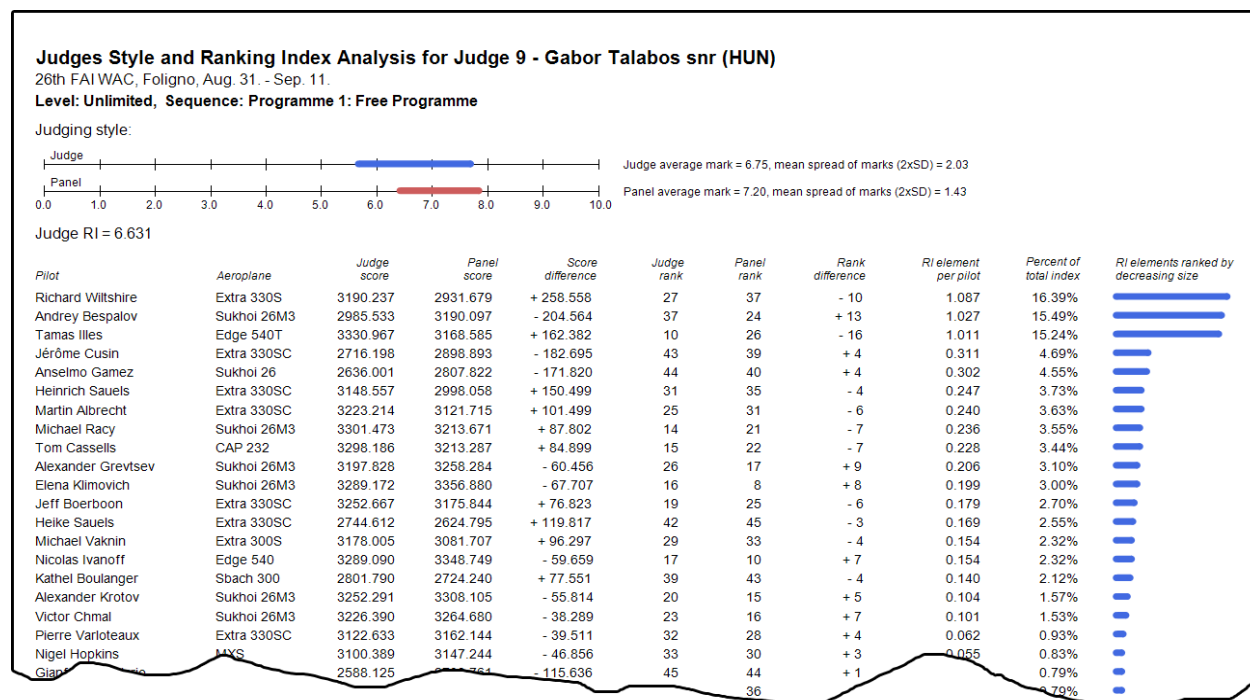 Judges Style and Ranking Index Analysis for Judge 9 - Gabor Talabos snr (HUN)
26th FAI WAC, Foligno, Aug. 31. - Sep. 11.
Level: Unlimited, Sequence: Programme 1: Free Programme
Judging style:
Judge
Judge average mark = 6.75, mean spread of marks (2xSD) = 2.03
Panel
Panel average mark = 7.20, mean spread of marks (2xSD) = 1.43
0.0 1.0 2.0 3.0 4.0 5.0 6.0 7.0 8.0 9.0 10.0
Judge RI = 6.631
Judge Panel Score Judge Panel Rank RI element Percent of RI elements ranked by
Pilot Aeroplane score score difference rank rank difference per pilot total index decreasing size
Richard Wiltshire Extra 330S 3190.237 2931.679 + 258.558 27 37 - 10 1.087 16.39%
Andrey Bespalov Sukhoi 26M3 2985.533 3190.097 - 204.564 37 24 + 13 1.027 15.49%
Tamas Illes Edge 540T 3330.967 3168.585 + 162.382 10 26 - 16 1.011 15.24%
Jérôme Cusin Extra 330SC 2716.198 2898.893 - 182.695 43 39 + 4 0.311 4.69%
Anselmo Gamez Sukhoi 26 2636.001 2807.822 - 171.820 44 40 + 4 0.302 4.55%
Heinrich Sauels Extra 330SC 3148.557 2998.058 + 150.499 31 35 - 4 0.247 3.73%
Martin Albrecht Extra 330SC 3223.214 3121.715 + 101.499 25 31 - 6 0.240 3.63%
Michael Racy Sukhoi 26M3 3301.473 3213.671 + 87.802 14 21 - 7 0.236 3.55%
Tom Cassells CAP 232 3298.186 3213.287 + 84.899 15 22 - 7 0.228 3.44%
Alexander Grevtsev Sukhoi 26M3 3197.828 3258.284 - 60.456 26 17 + 9 0.206 3.10%
Elena Klimovich Sukhoi 26M3 3289.172 3356.880 - 67.707 16 8 + 8 0.199 3.00%
Jeff Boerboon Extra 330SC 3252.667 3175.844 + 76.823 19 25 - 6 0.179 2.70%
Heike Sauels Extra 330SC 2744.612 2624.795 + 119.817 42 45 - 3 0.169 2.55%
Michael Vaknin Extra 300S 3178.005 3081.707 + 96.297 29 33 - 4 0.154 2.32%
Nicolas Ivanoff Edge 540 3289.090 3348.749 - 59.659 17 10 + 7 0.154 2.32%
Kathel Boulanger Sbach 300 2801.790 2724.240 + 77.551 39 43 - 4 0.140 2.12%
Alexander Krotov Sukhoi 26M3 3252.291 3308.105 - 55.814 20 15 + 5 0.104 1.57%
Victor Chmal Sukhoi 26M3 3226.390 3264.680 - 38.289 23 16 + 7 0.101 1.53%
Pierre Varloteaux Extra 330SC 3122.633 3162.144 - 39.511 32 28 + 4 0.062 0.93%
Nigel Hopkins MXS 3100.389 3147.244 - 46.856 33 30 + 3 0.055 0.83%
2588.125 - 115.636 45 44 + 1 0.79%
36